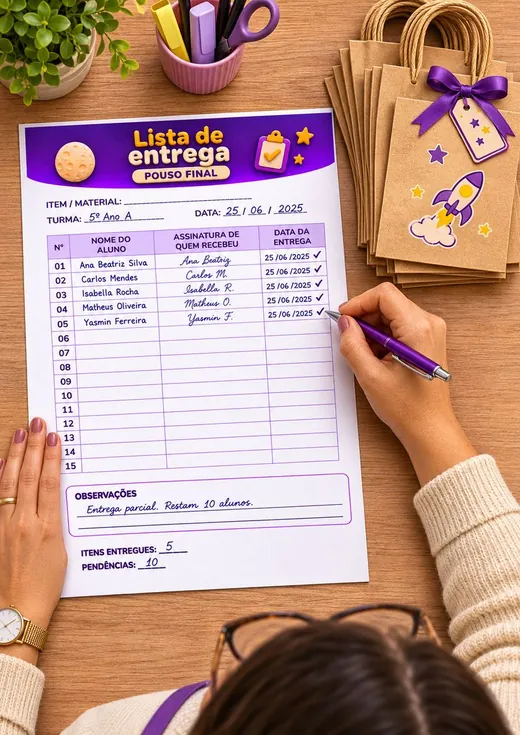 Lista de
entrega
POUSO FINAL
ITEM / MATERIAL:
TURMA: 5º Ano A DATA: 25 / 06 / 2025
Nº NOME DO ALUNO ASSINATURA DE QUEM RECEBEU DATA DA ENTREGA
01 Ana Beatriz Silva Ana Beatriz 25 / 06 / 2025 ✓
02 Carlos Mendes Carlos M. 25 / 06 / 2025 ✓
03 Isabella Rocha Isabella R. 25 / 06 / 2025 ✓
04 Matheus Oliveira Matheus O. 25 / 06 / 2025 ✓
05 Yasmin Ferreira Yasmin F. 25 / 06 / 2025 ✓
06
07
08
09
10
11
12
13
14
15
OBSERVAÇÕES
Entrega parcial. Restam 10 alunos.
ITENS ENTREGUES: 5
PENDÊNCIAS: 10